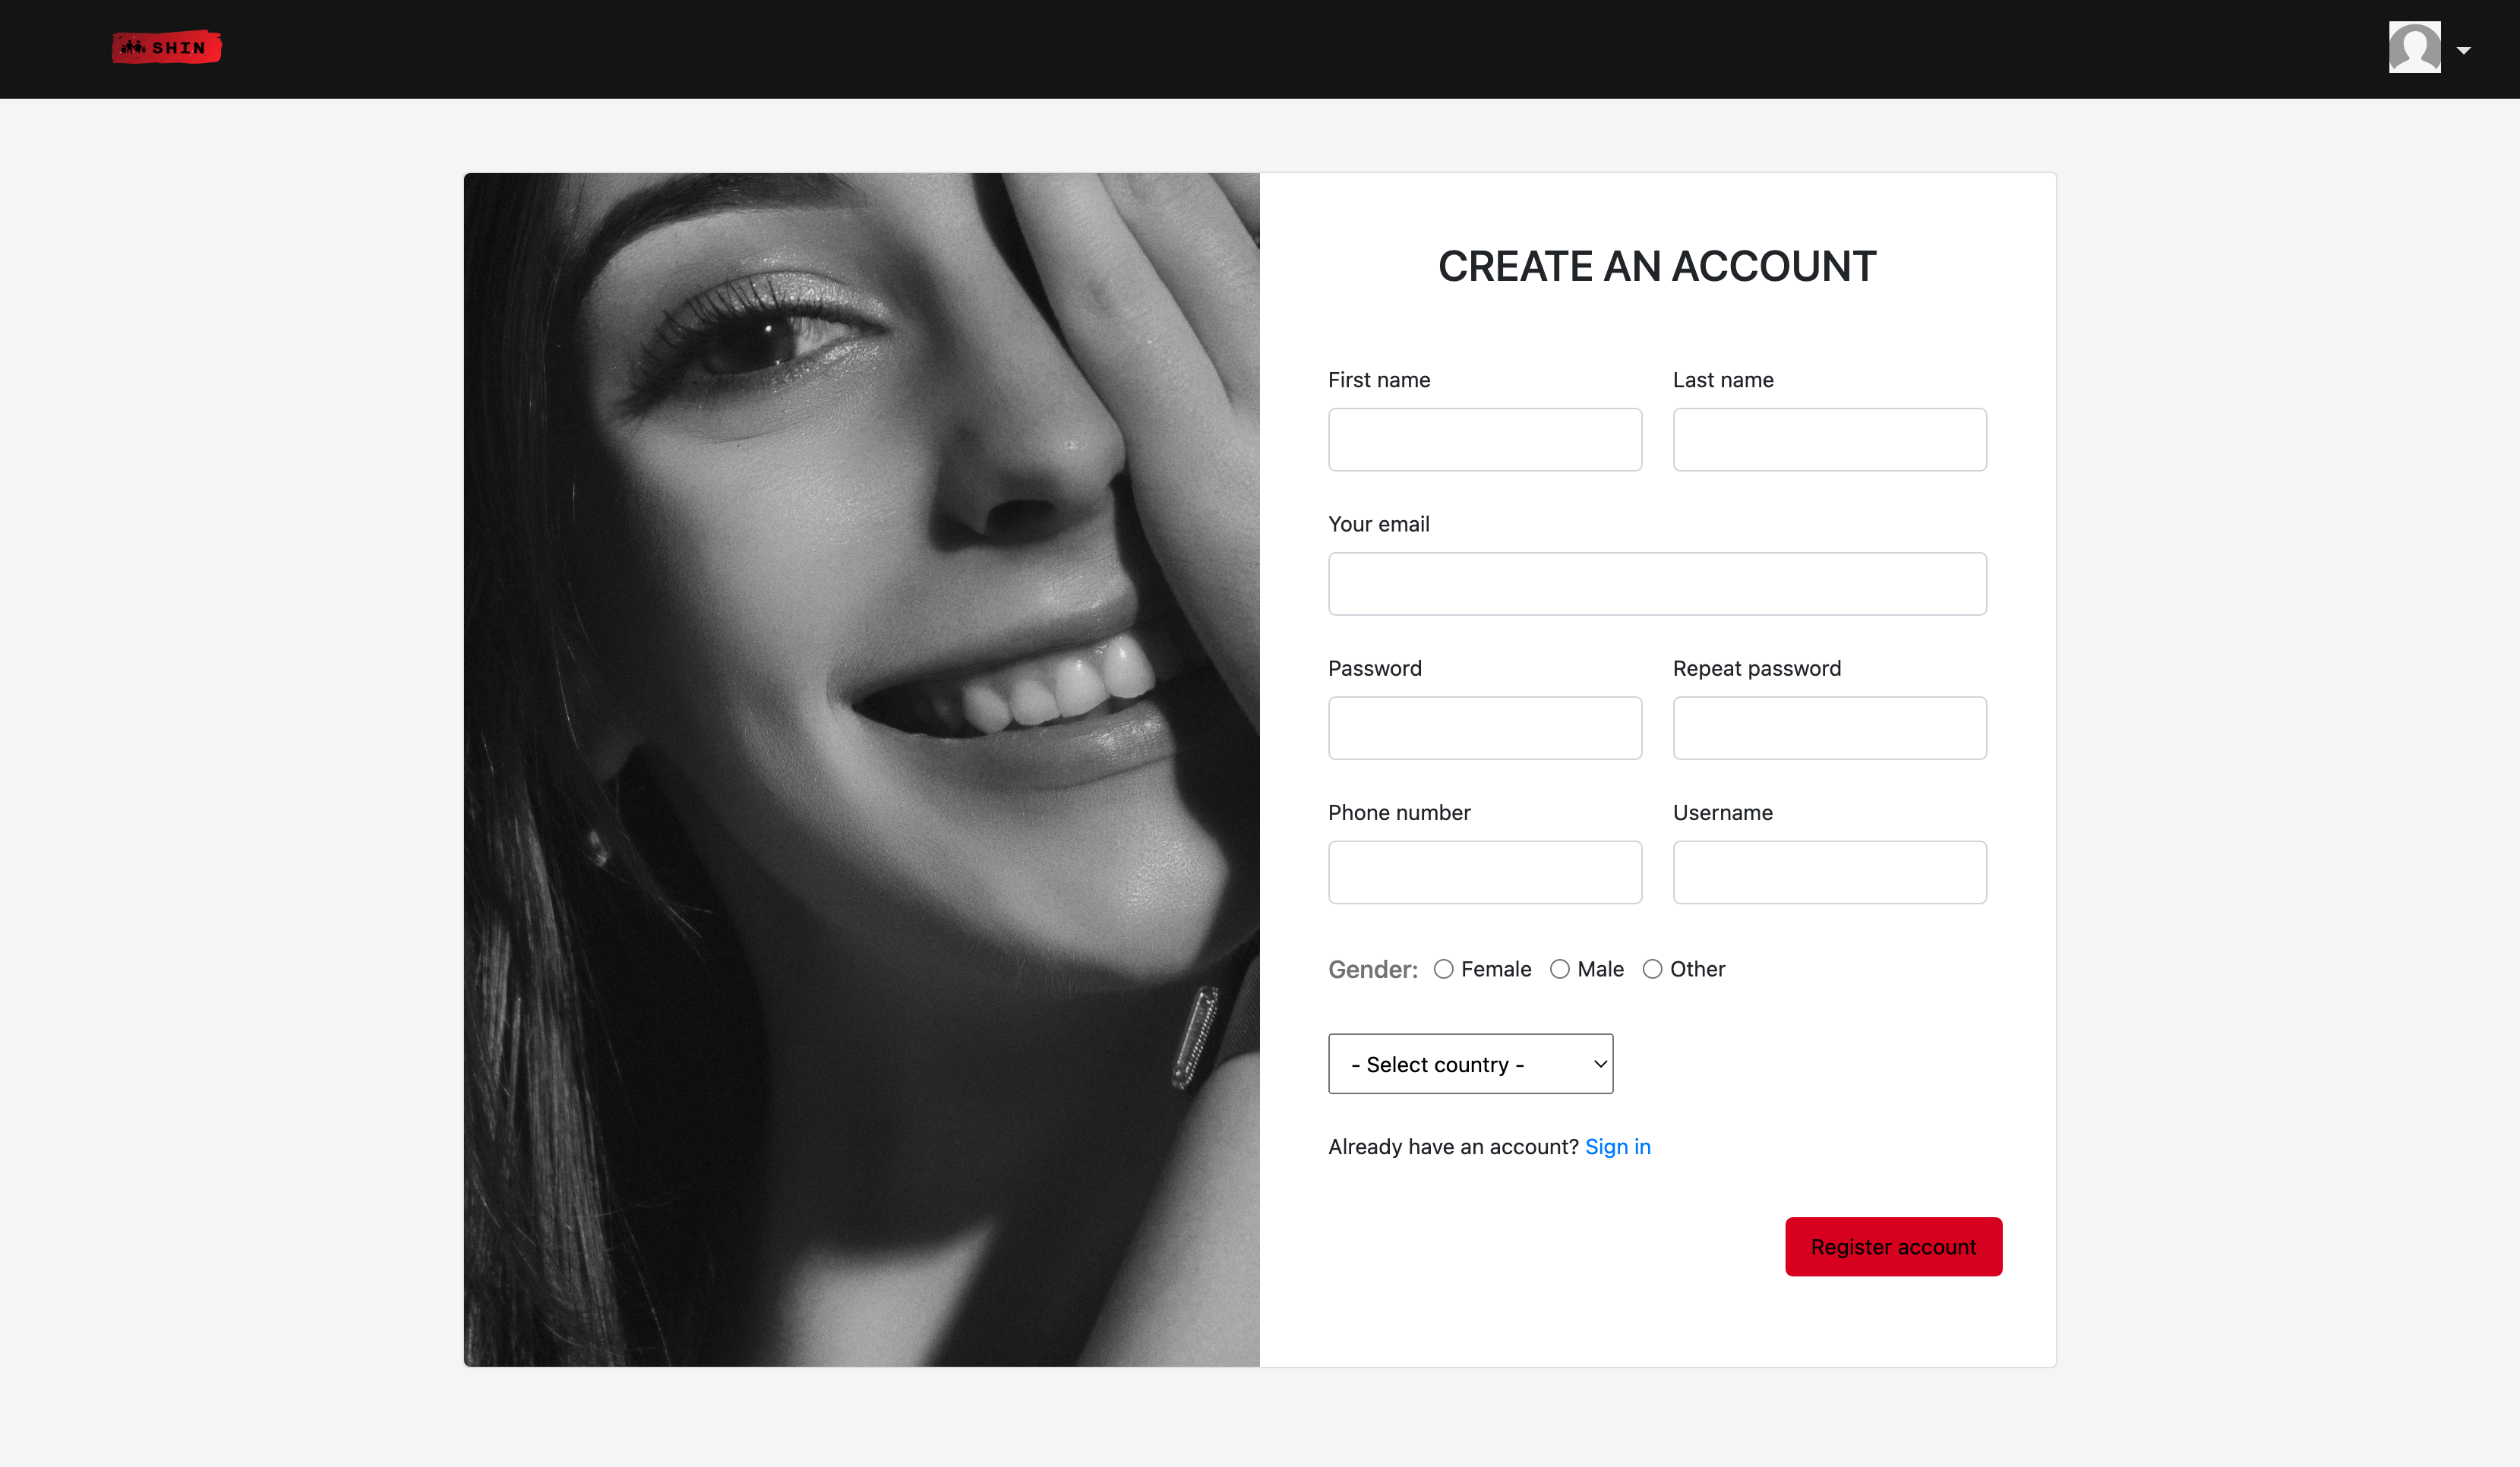 SHIN
CREATE AN ACCOUNT
First name Last name
Your email
Password Repeat password
Phone number Username
Gender: Female Male Other
- Select country -
Already have an account? Sign in
Register account